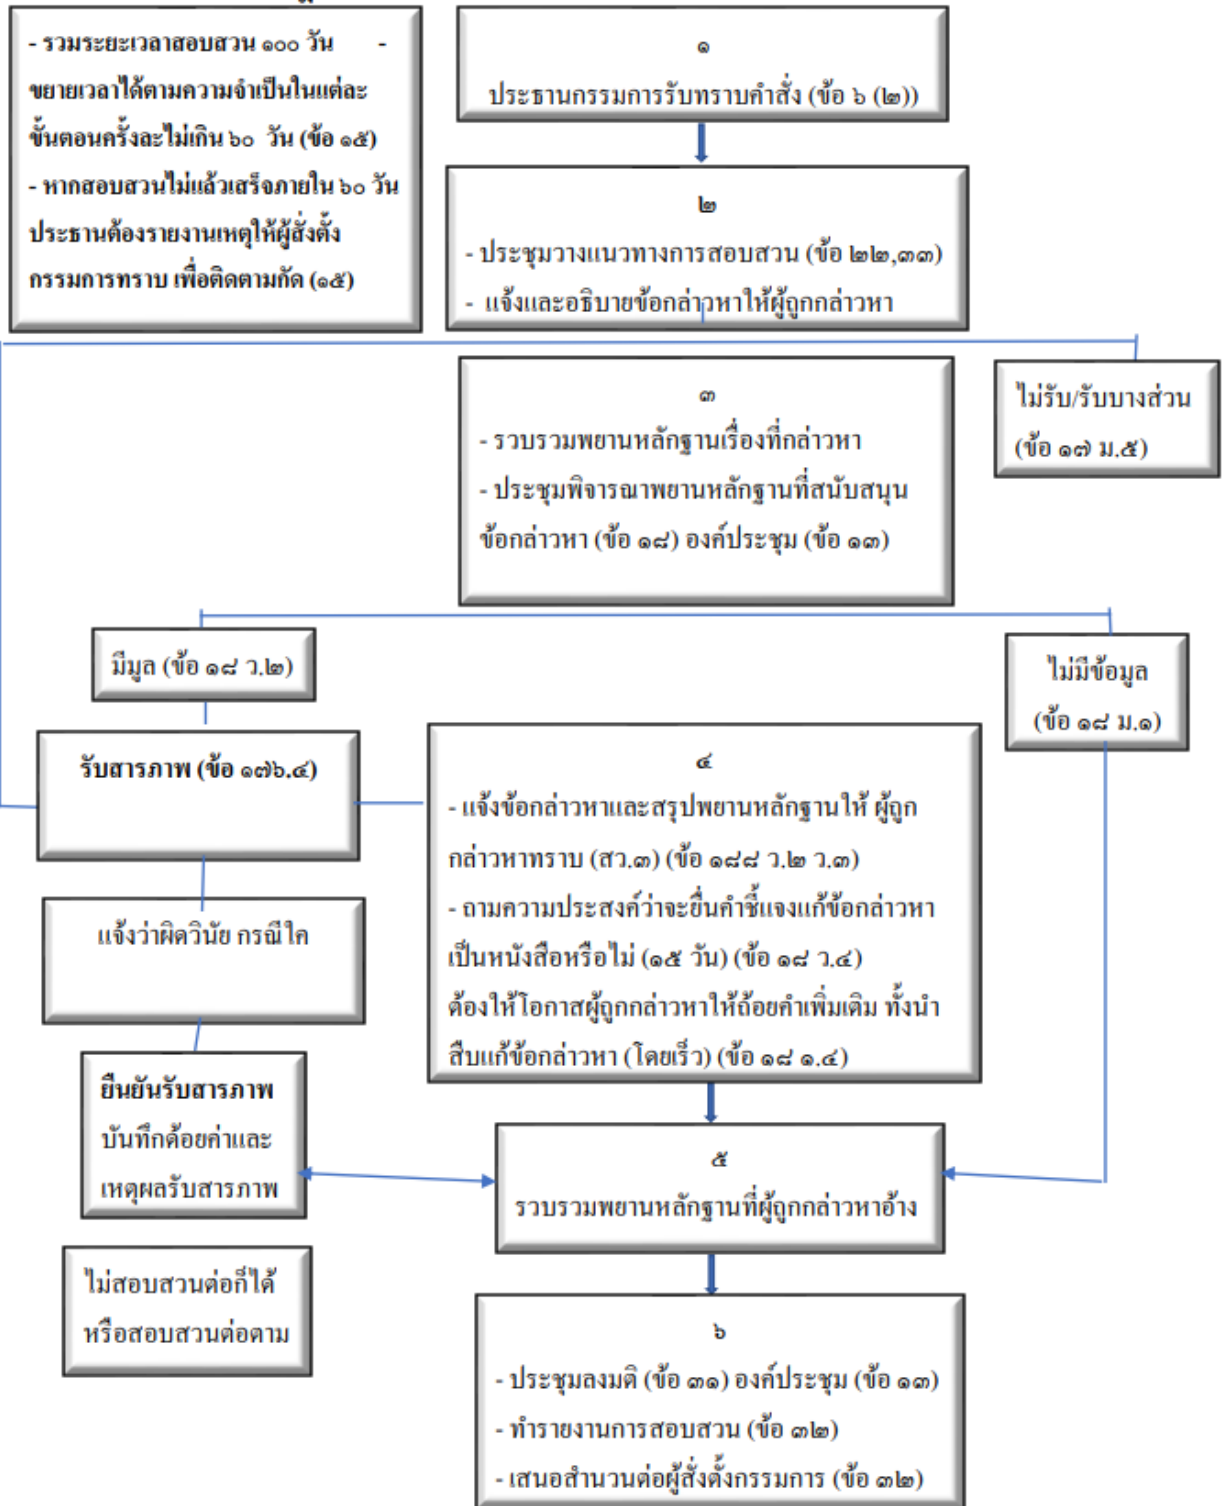 - รวมระยะเวลาสอบสวน ๑๐๐ วัน -
ขยายเวลาได้ตามความจำเป็นในแต่ละ
ขั้นตอนครั้งละไม่เกิน ๖๐ วัน (ข้อ ๑๕)
- หากสอบสวนไม่แล้วเสร็จภายใน ๖๐ วัน
ประธานต้องรายงานเหตุให้ผู้สั่งตั้ง
กรรมการทราบ เพื่อติดตามกัด (๑๕)
๑
ประธานกรรมการรับทราบคำสั่ง (ข้อ ๖ (๒))
๒
- ประชุมวางแนวทางการสอบสวน (ข้อ ๒๒,๓๓)
- แจ้งและอธิบายข้อกล่าวหาให้ผู้ถูกกล่าวหา
๓
- รวบรวมพยานหลักฐานเรื่องที่กล่าวหา
- ประชุมพิจารณาพยานหลักฐานที่สนับสนุน
ข้อกล่าวหา (ข้อ ๑๘) องค์ประชุม (ข้อ ๑๓)
ไม่รับ/รับบางส่วน
(ข้อ ๑๗ ม.๕)
มีมูล (ข้อ ๑๘ ว.๒)
ไม่มีข้อมูล
(ข้อ ๑๘ ม.๑)
รับสารภาพ (ข้อ ๑๗๖.๔)
๔
- แจ้งข้อกล่าวหาและสรุปพยานหลักฐานให้ ผู้ถูก
กล่าวหาทราบ (สว.๓) (ข้อ ๑๘๘ ว.๒ ว.๓)
- ถามความประสงค์ว่าจะยื่นคำชี้แจงแก้ข้อกล่าวหา
เป็นหนังสือหรือไม่ (๑๕ วัน) (ข้อ ๑๘ ว.๔)
ต้องให้โอกาสผู้ถูกกล่าวหาให้ถ้อยคำเพิ่มเติม ทั้งนำ
สืบแก้ข้อกล่าวหา (โดยเร็ว) (ข้อ ๑๘ ๑.๔)
แจ้งว่าผิดวินัย กรณีใค
ยืนยันรับสารภาพ
บันทึกด้อยค่าและ
เหตุผลรับสารภาพ
๕
รวบรวมพยานหลักฐานที่ผู้ถูกกล่าวหาอ้าง
ไม่สอบสวนต่อก็ได้
หรือสอบสวนต่อตาม
๖
- ประชุมลงมติ (ข้อ ๓๑) องค์ประชุม (ข้อ ๑๓)
- ทำรายงานการสอบสวน (ข้อ ๓๒)
- เสนอสำนวนต่อผู้สั่งตั้งกรรมการ (ข้อ ๓๒)